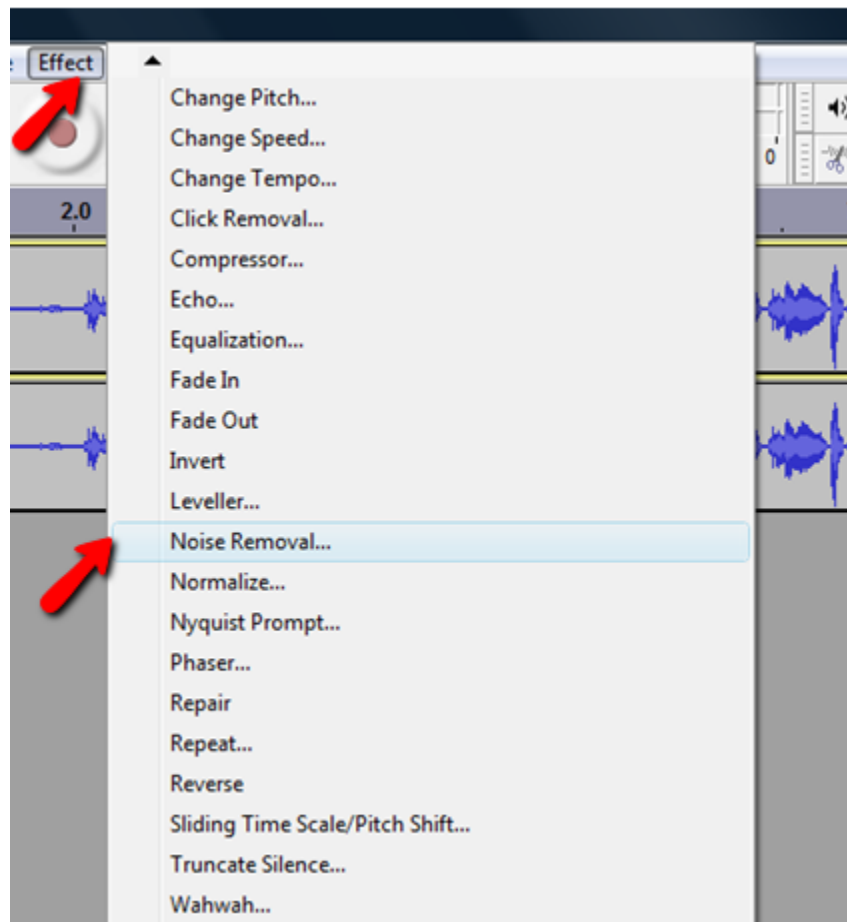 Effect
Change Pitch...
Change Speed...
Change Tempo...
Click Removal...
Compressor...
Echo...
Equalization...
Fade In
Fade Out
Invert
Leveller...
Noise Removal...
Normalize...
Nyquist Prompt...
Phaser...
Repair
Repeat...
Reverse
Sliding Time Scale/Pitch Shift...
Truncate Silence...
Wahwah...
2.0
0